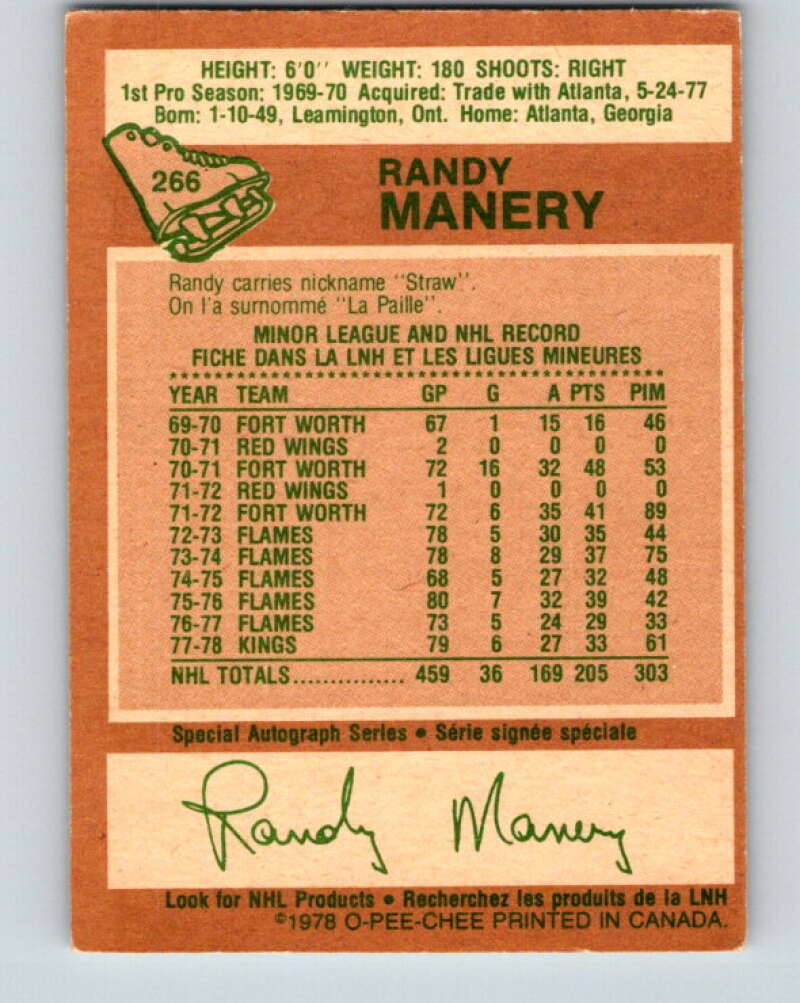 HEIGHT: 6'0'' WEIGHT: 180 SHOOTS: RIGHT
1st Pro Season: 1969-70 Acquired: Trade with Atlanta, 5-24-77
Born: 1-10-49, Leamington, Ont. Home: Atlanta, Georgia
266
RANDY
MANERY
Randy carries nickname "Straw".
On l'a surnommé "La Paille".
MINOR LEAGUE AND NHL RECORD
FICHE DANS LA LNH ET LES LIGUES MINEURES
YEAR TEAM GP G A PTS PIM
69-70 FORT WORTH 67 1 15 16 46
70-71 RED WINGS 2 0 0 0 0
70-71 FORT WORTH 72 16 32 48 53
71-72 RED WINGS 1 0 0 0 0
71-72 FORT WORTH 72 6 35 41 89
72-73 FLAMES 78 5 30 35 44
73-74 FLAMES 78 8 29 37 75
74-75 FLAMES 68 5 27 32 48
75-76 FLAMES 80 7 32 39 42
76-77 FLAMES 73 5 24 29 33
77-78 KINGS 79 6 27 33 61
NHL TOTALS............... 459 36 169 205 303
Special Autograph Series • Série signée spéciale
Randy Manery
Look for NHL Products • Recherchez les produits de la LNH
©1978 O-PEE-CHEE PRINTED IN CANADA.